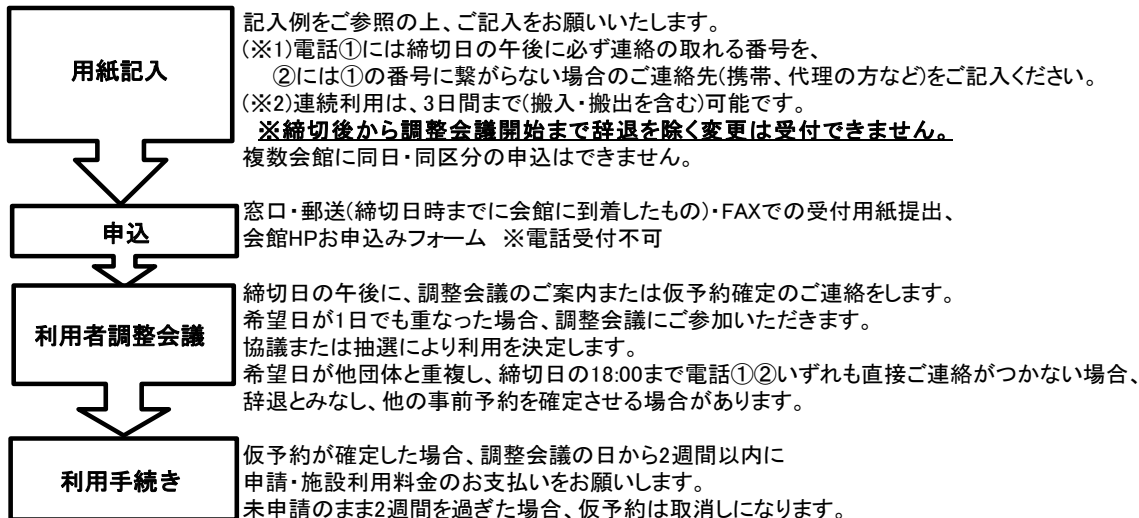 用紙記入
記入例をご参照の上、ご記入をお願いいたします。
(※1)電話①には締切日の午後に必ず連絡の取れる番号を、
②には①の番号に繋がらない場合のご連絡先(携帯、代理の方など)をご記入ください。
(※2)連続利用は、3日間まで(搬入・搬出を含む)可能です。
※締切後から調整会議開始まで辞退を除く変更は受付できません。
複数会館に同日・同区分の申込はできません。
申込
窓口・郵送(締切日時までに会館に到着したもの)・FAXでの受付用紙提出、
会館HPお申込みフォーム ※電話受付不可
利用者調整会議
締切日の午後に、調整会議のご案内または仮予約確定のご連絡をします。
希望日が1日でも重なった場合、調整会議にご参加いただきます。
協議または抽選により利用を決定します。
希望日が他団体と重複し、締切日の18:00まで電話①②いずれも直接ご連絡がつかない場合、
辞退とみなし、他の事前予約を確定させる場合があります。
利用手続き
仮予約が確定した場合、調整会議の日から2週間以内に
申請・施設利用料金のお支払いをお願いします。
未申請のまま2週間を過ぎた場合、仮予約は取消しになります。